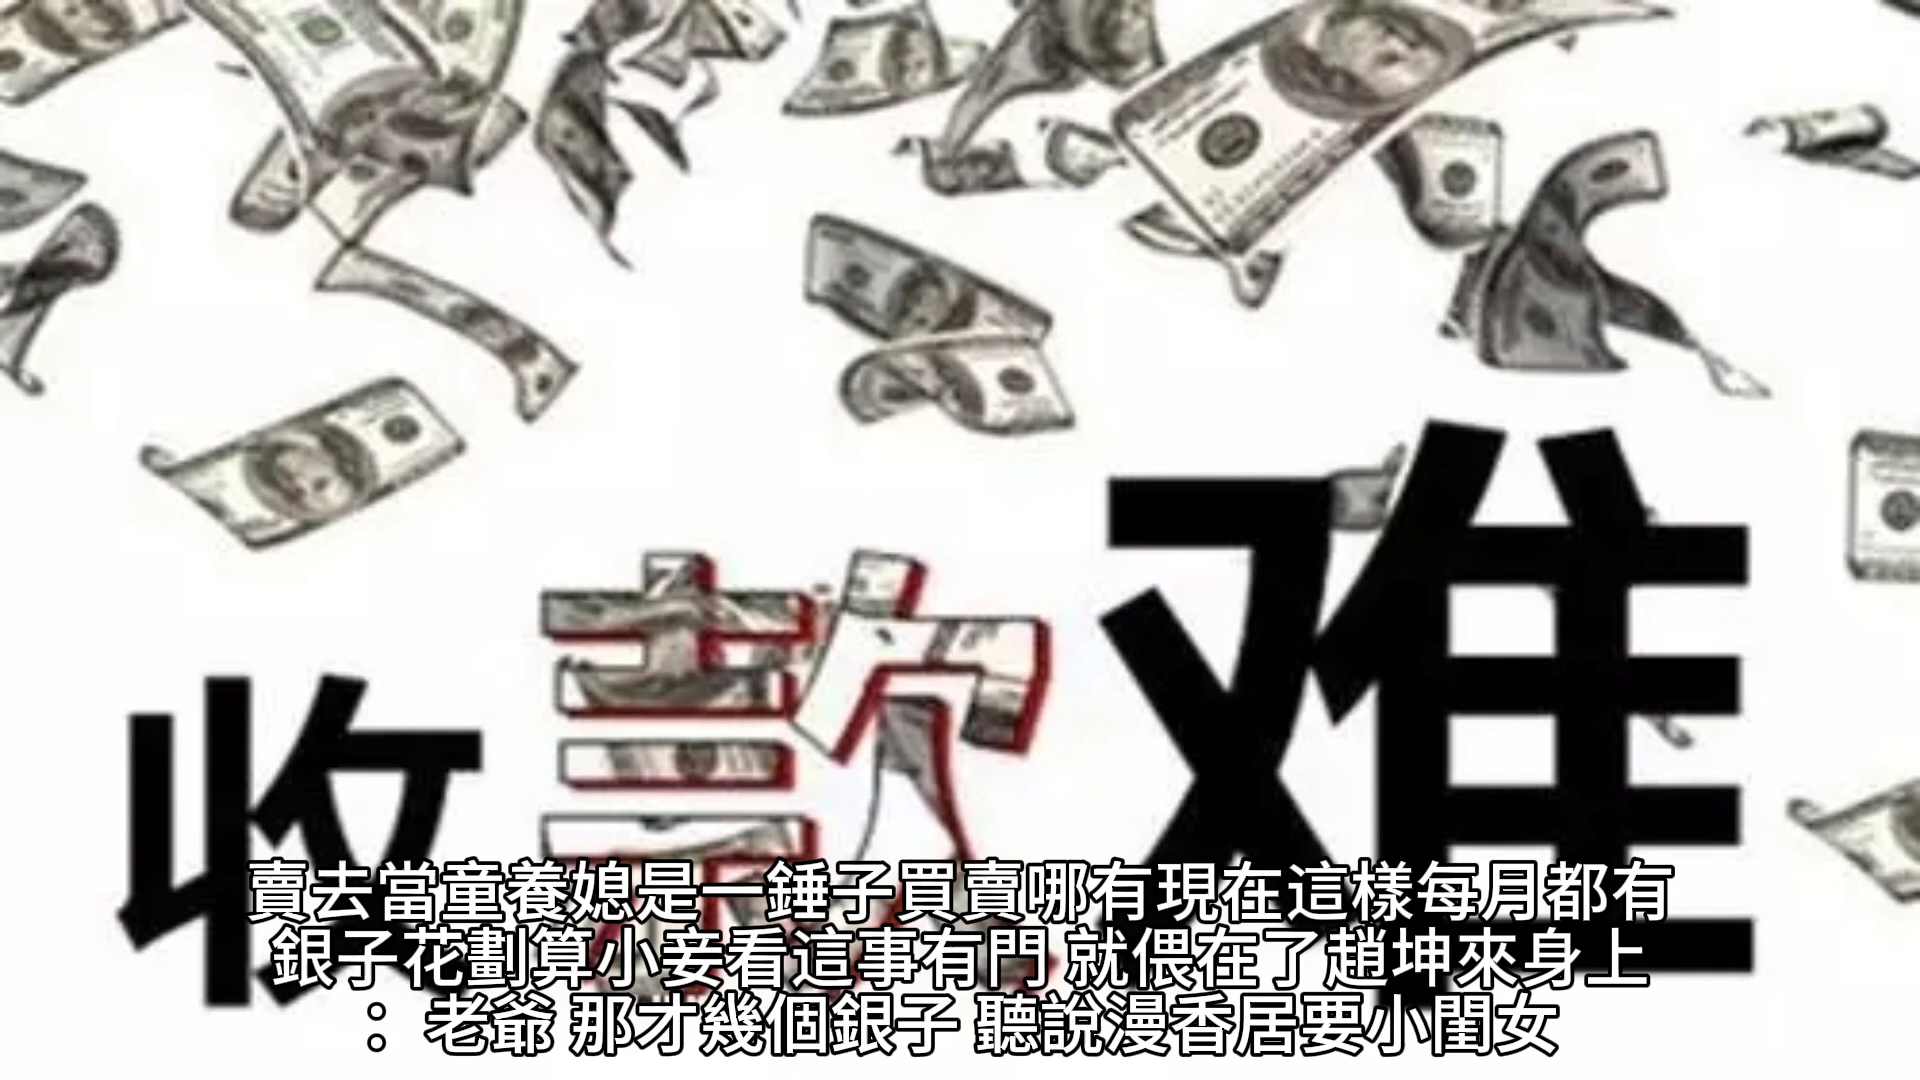 收款难
賣去當童養媳是一錘子買賣哪有現在這樣每月都有
銀子花劃算小妾看這事有門 就偎在了趙坤來身上
：老爺 那才幾個銀子 聽說漫香居要小閨女